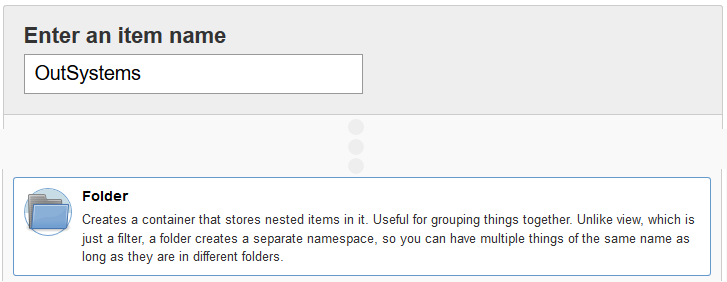 Enter an item name
OutSystems
Folder
Creates a container that stores nested items in it. Useful for grouping things together. Unlike view, which is
just a filter, a folder creates a separate namespace, so you can have multiple things of the same name as
long as they are in different folders.